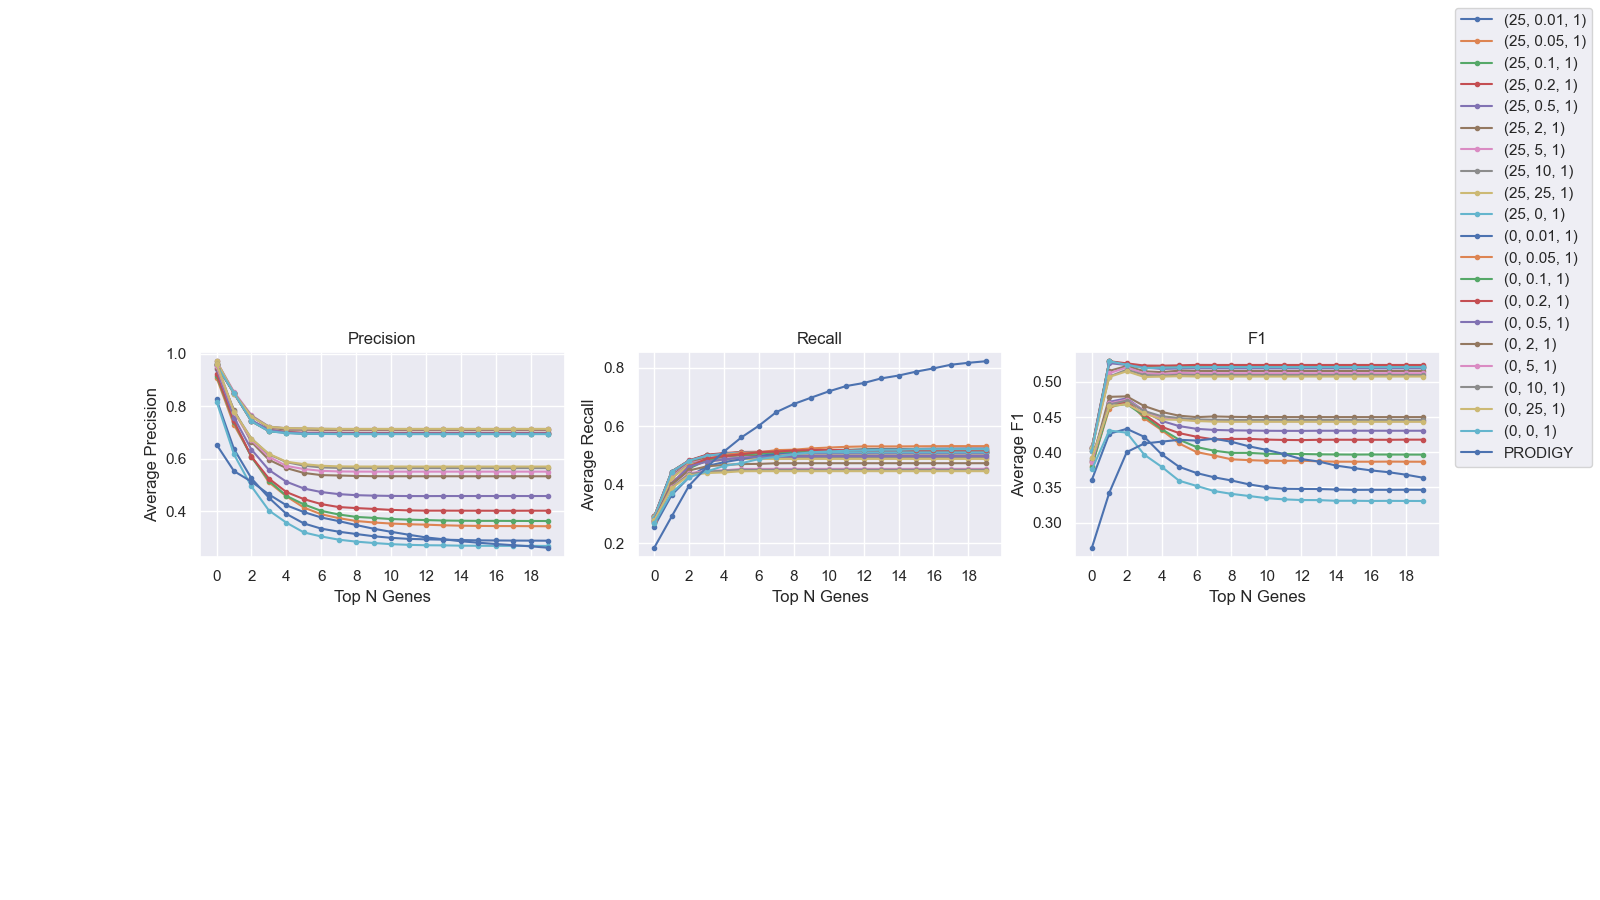 Precision
Average Precision
1.0
0.8
0.6
0.4
0 2 4 6 8 10 12 14 16 18
Top N Genes
Recall
Average Recall
0.8
0.6
0.4
0.2
0 2 4 6 8 10 12 14 16 18
Top N Genes
F1
Average F1
0.50
0.45
0.40
0.35
0.30
0 2 4 6 8 10 12 14 16 18
Top N Genes
(25, 0.01, 1)
(25, 0.05, 1)
(25, 0.1, 1)
(25, 0.2, 1)
(25, 0.5, 1)
(25, 2, 1)
(25, 5, 1)
(25, 10, 1)
(25, 25, 1)
(25, 0, 1)
(0, 0.01, 1)
(0, 0.05, 1)
(0, 0.1, 1)
(0, 0.2, 1)
(0, 0.5, 1)
(0, 2, 1)
(0, 5, 1)
(0, 10, 1)
(0, 25, 1)
(0, 0, 1)
PRODIGY